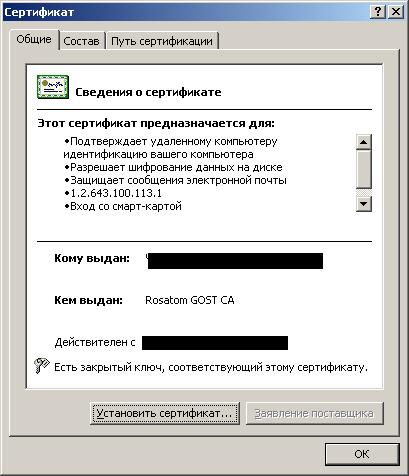 Сертификат
Общие Состав Путь сертификации
Сведения о сертификате
Этот сертификат предназначается для:
•Подтверждает удаленному компьютеру
идентификацию вашего компьютера
•Разрешает шифрование данных на диске
•Защищает сообщения электронной почты
•1.2.643.100.113.1
•Вход со смарт-картой
Кому выдан:
Кем выдан: Rosatom GOST CA
Действителен с
Есть закрытый ключ, соответствующий этому сертификату.
Установить сертификат... Заявление поставщика
OK